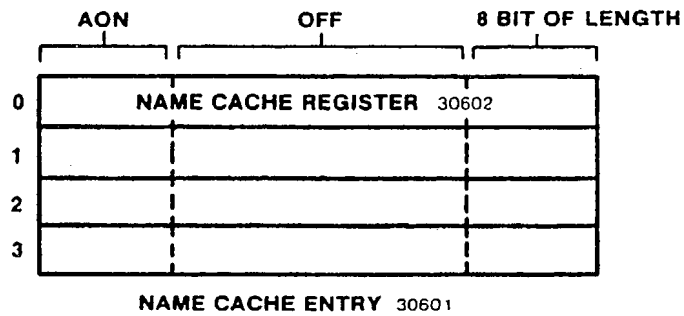 AON OFF 8 BIT OF LENGTH
0 NAME CACHE REGISTER 30602
1
2
3
NAME CACHE ENTRY 30601